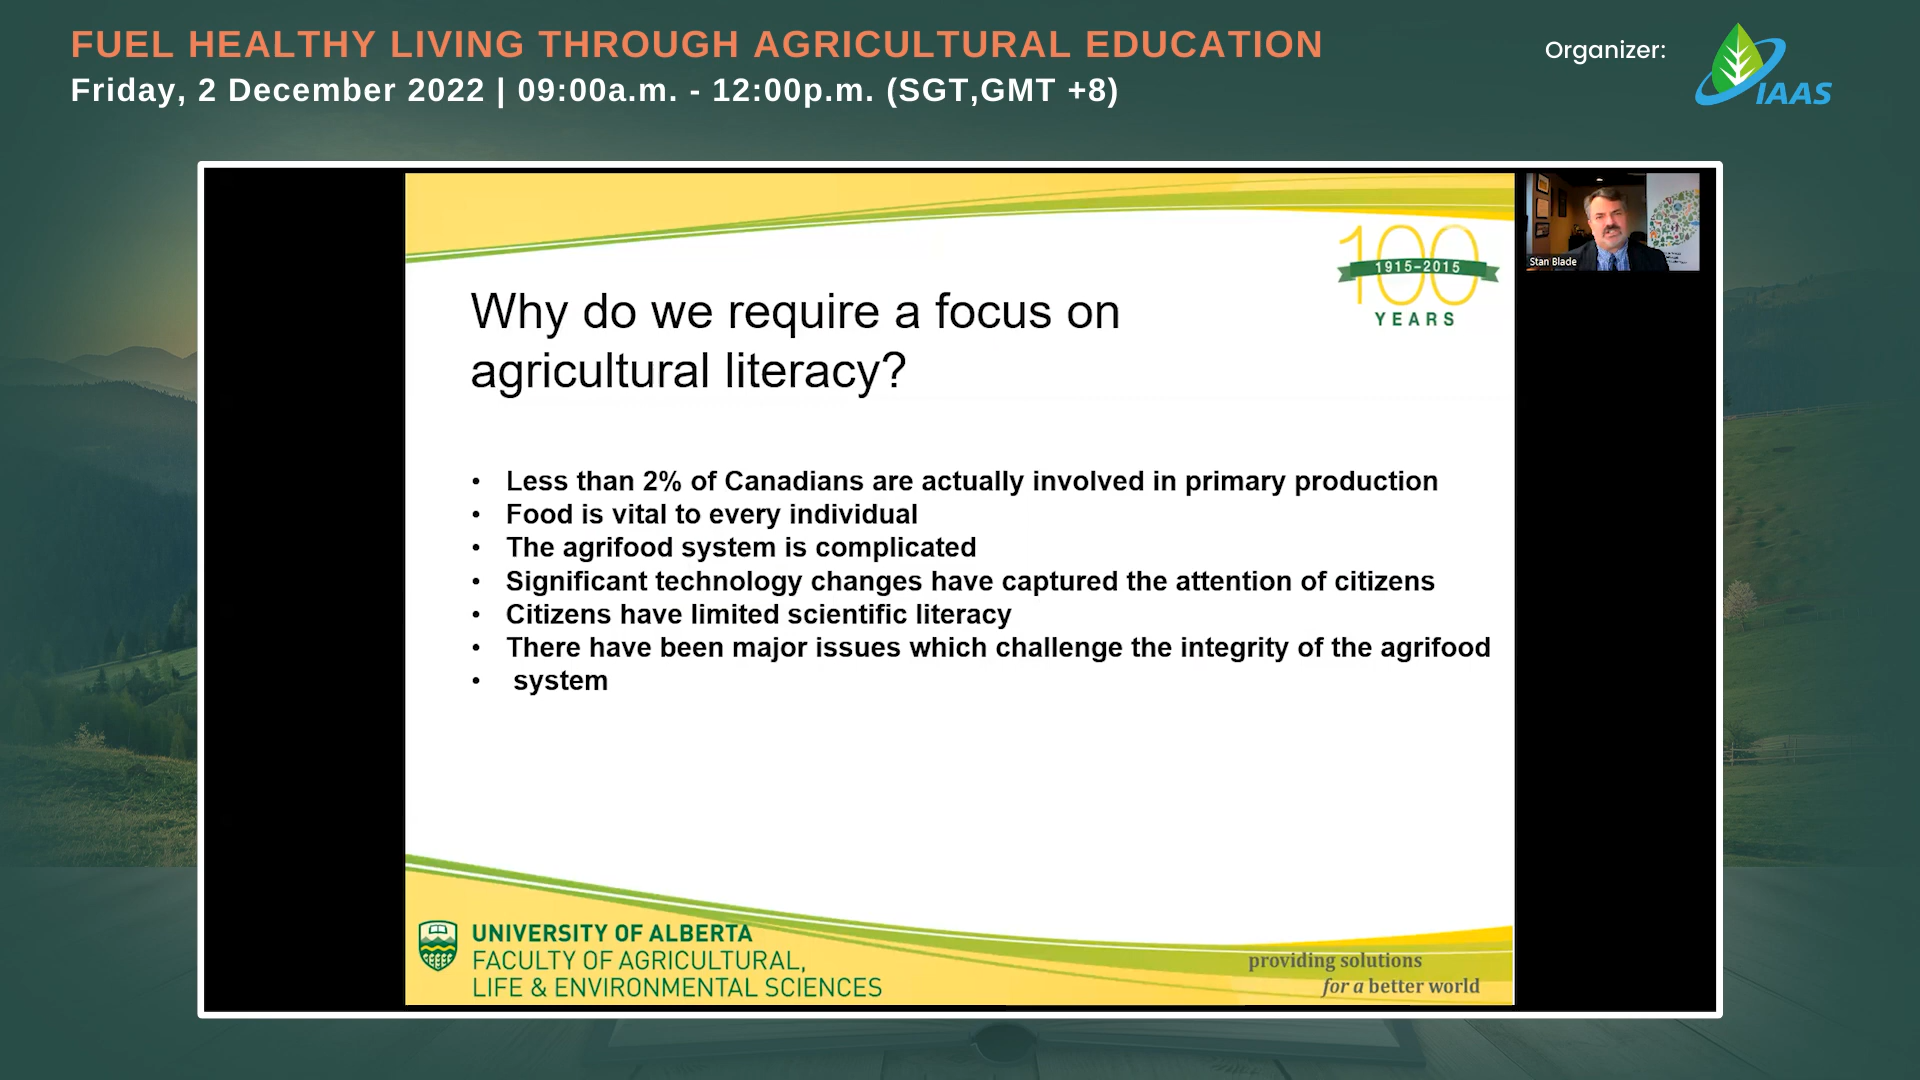 FUEL HEALTHY LIVING THROUGH AGRICULTURAL EDUCATION
Friday, 2 December 2022 | 09:00a.m. - 12:00p.m. (SGT,GMT +8)
Organizer:
IAAS
Stan Blade
100
1915-2015
YEARS
Why do we require a focus on
agricultural literacy?
• Less than 2% of Canadians are actually involved in primary production
• Food is vital to every individual
• The agrifood system is complicated
• Significant technology changes have captured the attention of citizens
• Citizens have limited scientific literacy
• There have been major issues which challenge the integrity of the agrifood
• system
UNIVERSITY OF ALBERTA
FACULTY OF AGRICULTURAL,
LIFE & ENVIRONMENTAL SCIENCES
providing solutions
for a better world